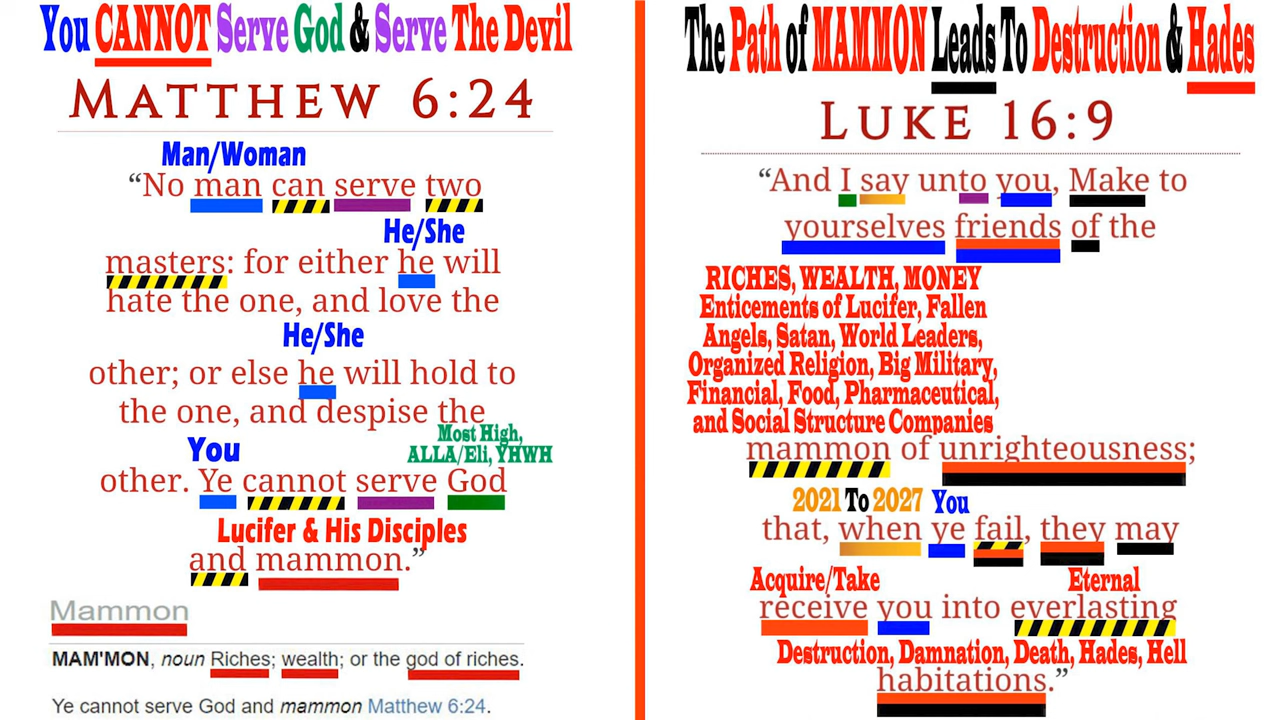 You CANNOT Serve God & Serve The Devil
MATTHEW 6:24
Man/Woman
“No man can serve two
He/She
masters: for either he will
hate the one, and love the
He/She
other; or else he will hold to
the one, and despise the
You
Most High,
ALLA/Eli, YHWH
other. Ye cannot serve God
Lucifer & His Disciples
and mammon.”
Mammon
MAM'MON, noun Riches; wealth; or the god of riches.
Ye cannot serve God and mammon Matthew 6:24.
The Path of MAMMON Leads To Destruction & Hades
LUKE 16:9
“And I say unto you, Make to
yourselves friends of the
RICHES, WEALTH, MONEY
Enticements of Lucifer, Fallen
Angels, Satan, World Leaders,
Organized Religion, Big Military,
Financial, Food, Pharmaceutical,
and Social Structure Companies
mammon of unrighteousness;
2021 To 2027 You
that, when ye fail, they may
Acquire/Take Eternal
receive you into everlasting
Destruction, Damnation, Death, Hades, Hell
habitations.”